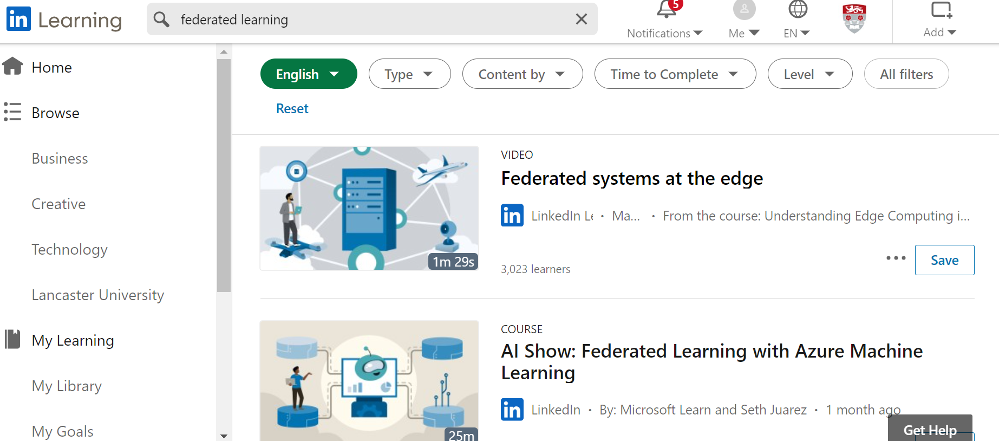 in Learning
federated learning
5
Notifications
Me
EN
Add
Home
Browse
Business
Creative
Technology
Lancaster University
My Learning
My Library
My Goals
English
Type
Content by
Time to Complete
Level
All filters
Reset
1m 29s
VIDEO
Federated systems at the edge
in LinkedIn Le · Ma... · From the course: Understanding Edge Computing i...
3,023 learners
Save
25m
COURSE
AI Show: Federated Learning with Azure Machine
Learning
in LinkedIn · By: Microsoft Learn and Seth Juarez · 1 month ago
Get Help